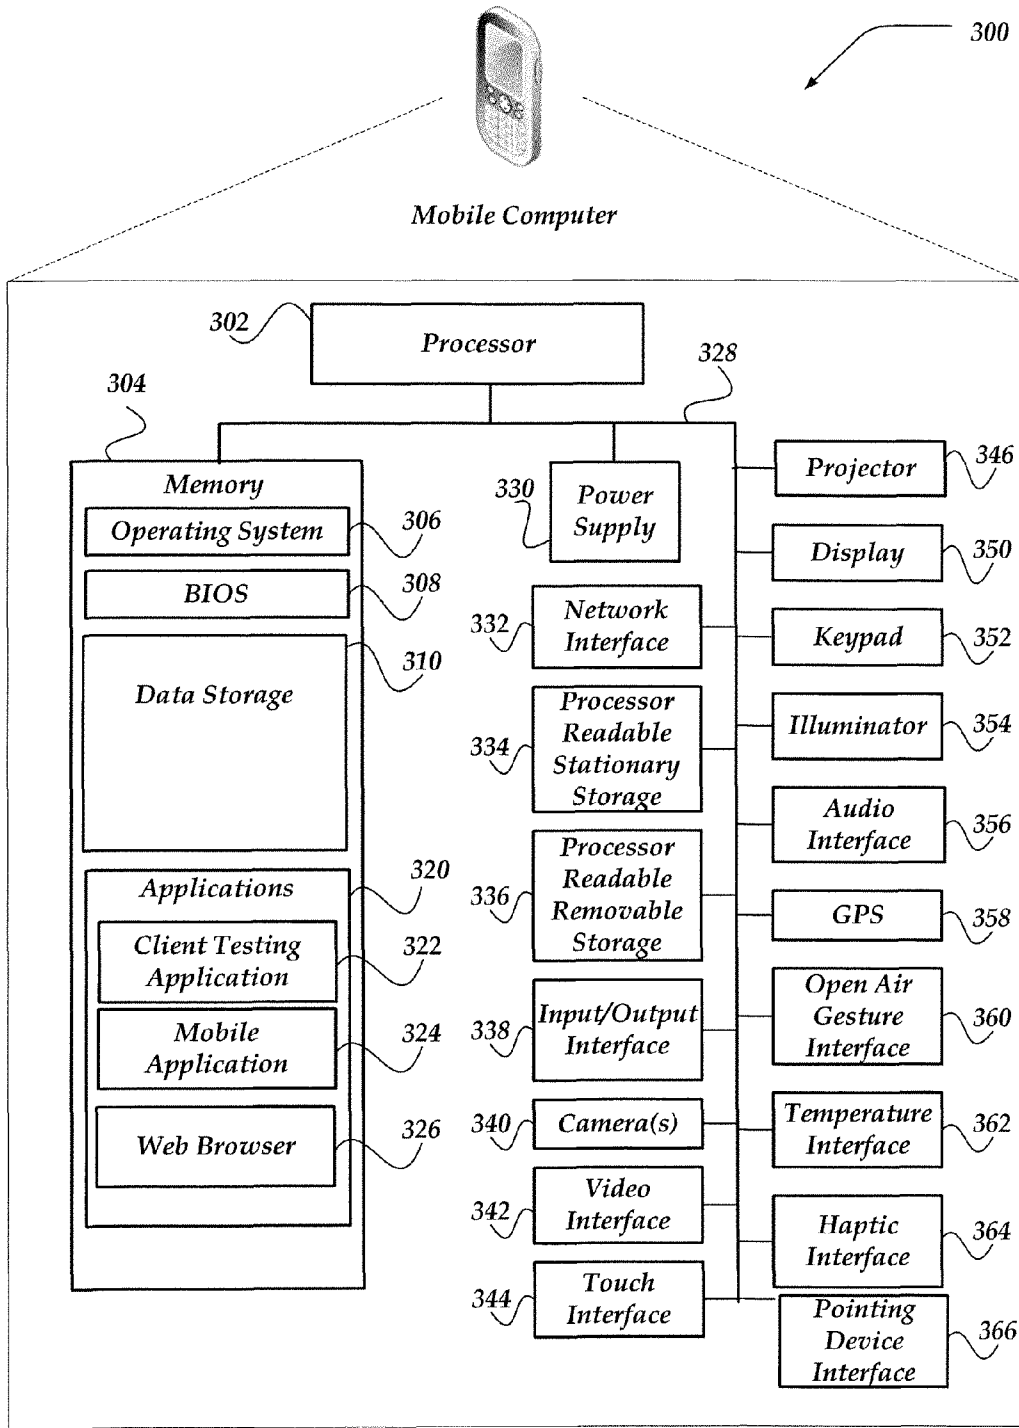 300
Mobile Computer
302
Processor
328
304
Memory
Operating System
306
BIOS
308
Data Storage
310
Applications
320
Client Testing
Application
322
Mobile
Application
324
Web Browser
326
330
Power
Supply
332
Network
Interface
334
Processor
Readable
Stationary
Storage
336
Processor
Readable
Removable
Storage
338
Input/Output
Interface
340
Camera(s)
342
Video
Interface
344
Touch
Interface
Projector
346
Display
350
Keypad
352
Illuminator
354
Audio
Interface
356
GPS
358
Open Air
Gesture
Interface
360
Temperature
Interface
362
Haptic
Interface
364
Pointing
Device
Interface
366